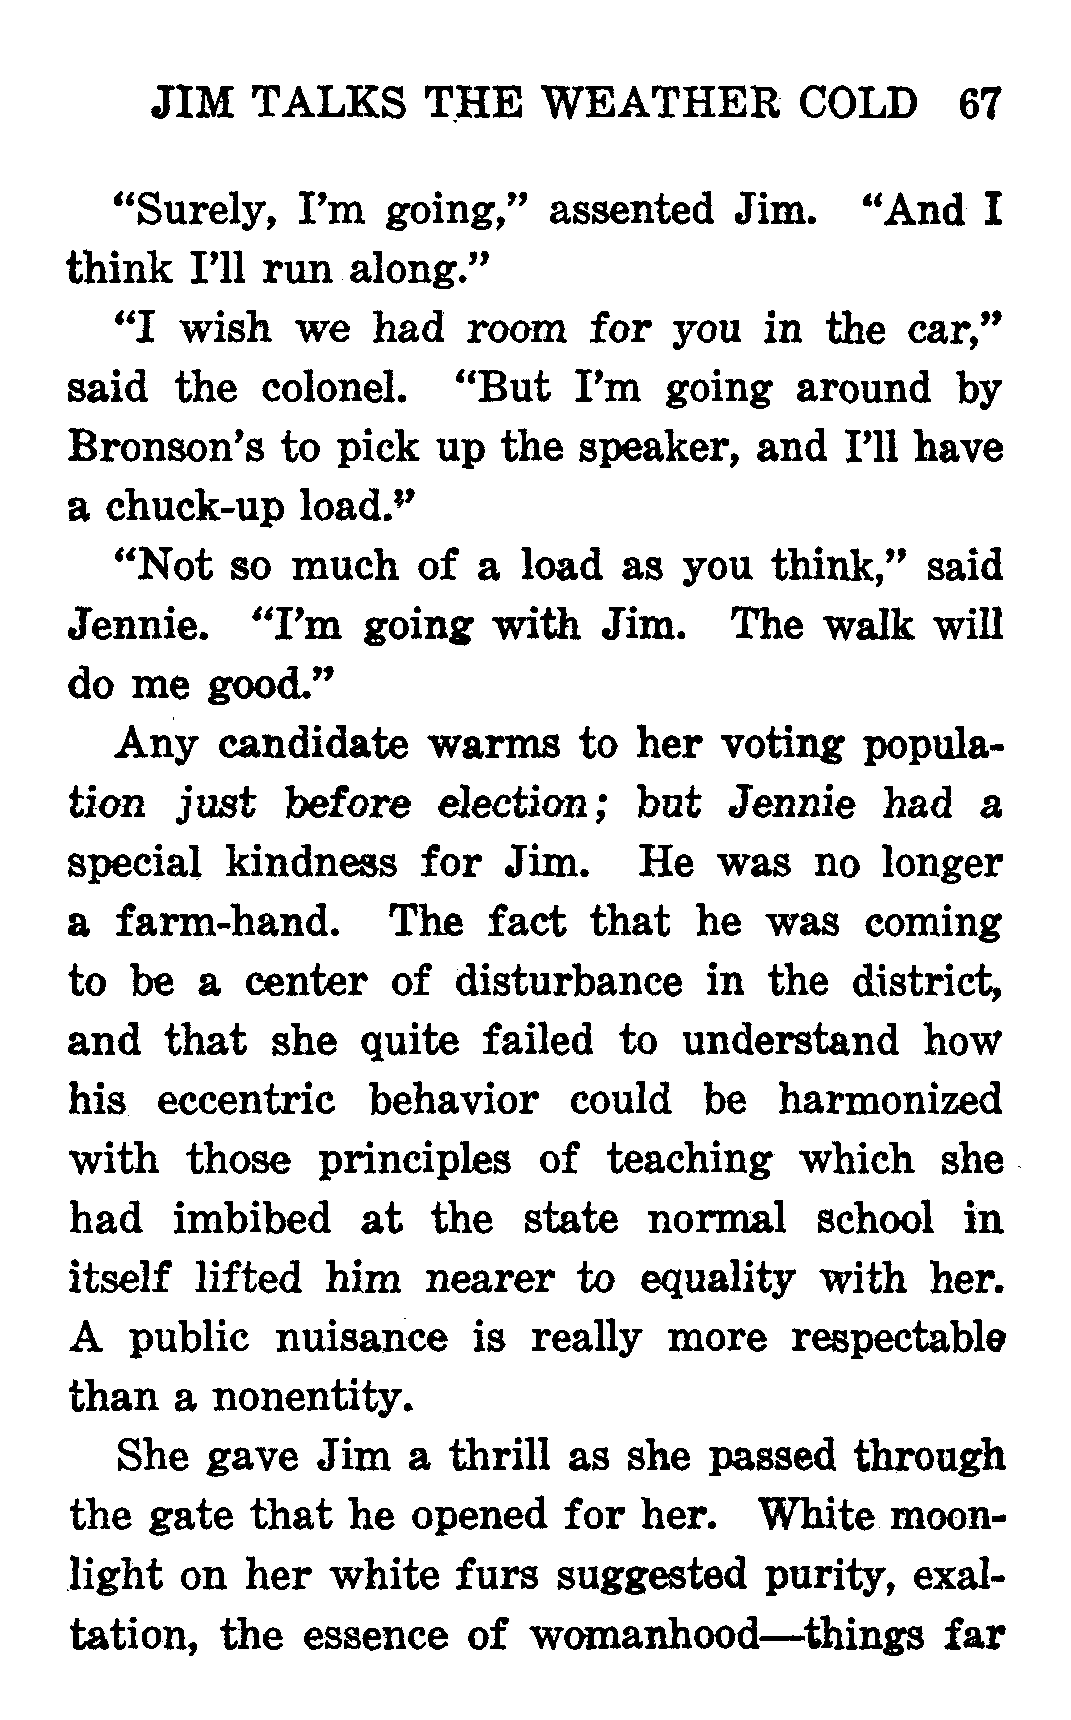 JIM TALKS THE WEATHER COLD 67
“Surely, I’m going,” assented Jim. “And I
think I’ll run along.”
“I wish we had room for you in the car,”
said the colonel. “But I’m going around by
Bronson’s to pick up the speaker, and I’ll have
a chuck-up load.”
“Not so much of a load as you think,” said
Jennie. “I’m going with Jim. The walk will
do me good.”
Any candidate warms to her voting popula-
tion just before election; but Jennie had a
special kindness for Jim. He was no longer
a farm-hand. The fact that he was coming
to be a center of disturbance in the district,
and that she quite failed to understand how
his eccentric behavior could be harmonized
with those principles of teaching which she
had imbibed at the state normal school in
itself lifted him nearer to equality with her.
A public nuisance is really more respectable
than a nonentity.
She gave Jim a thrill as she passed through
the gate that he opened for her. White moon-
light on her white furs suggested purity, exal-
tation, the essence of womanhood—things far